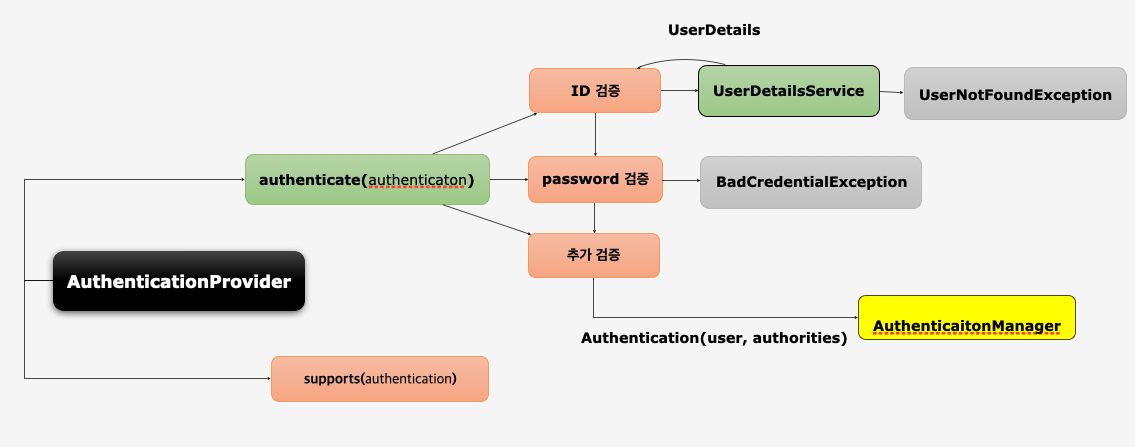 UserDetails
ID 검증
UserDetailsService
UserNotFoundException
authenticate(authenticaton)
password 검증
BadCredentialException
추가 검증
AuthenticationProvider
AuthenticaitonManager
Authentication(user, authorities)
supports(authentication)